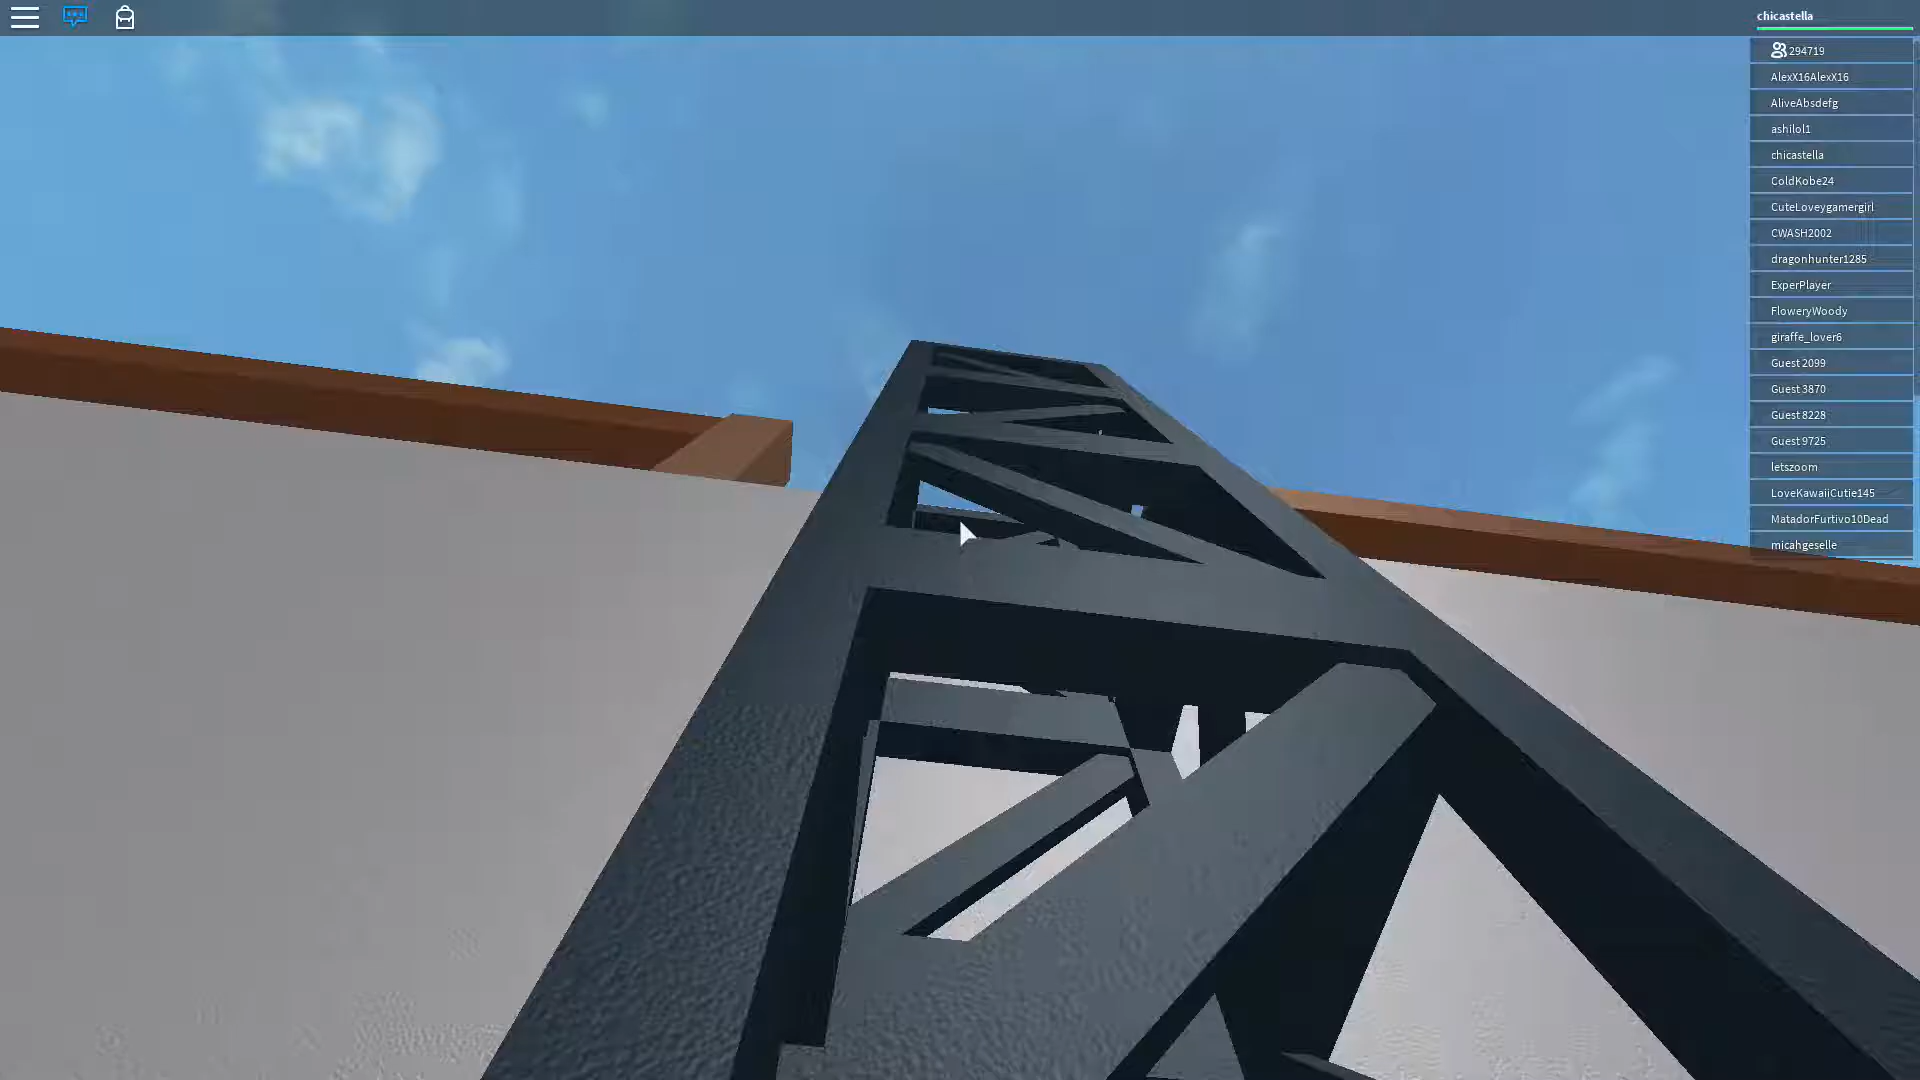 chicastella
294719
AlexX16AlexX16
AliveAbsdefg
ashilol1
chicastella
ColdKobe24
CuteLoveygamergirl
CWASH2002
dragonhunter1285
ExperPlayer
FloweryWoody
giraffe_lover6
Guest 2099
Guest 3870
Guest 8228
Guest 9725
letszoom
LoveKawaiiCutie145
MatadorFurtivo10Dead
micahgeselle